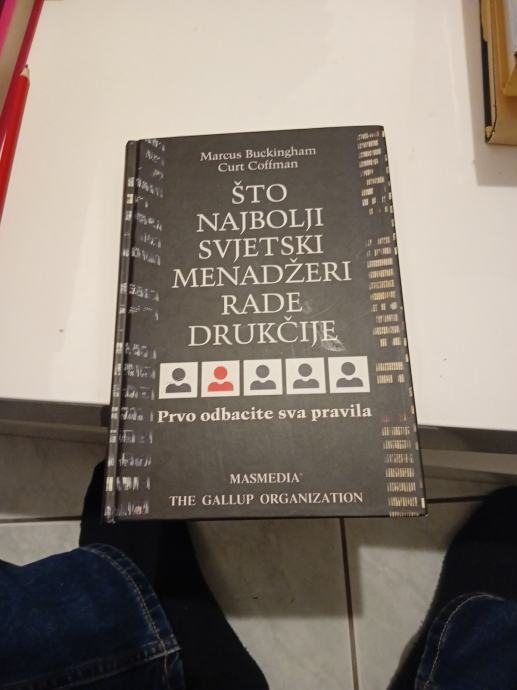 Marcus Buckingham
Curt Coffman
ŠTO
NAJBOLJI
SVJETSKI
MENADŽERI
RADE
DRUKČIJE
Prvo odbacite sva pravila
MASMEDIA
THE GALLUP ORGANIZATION